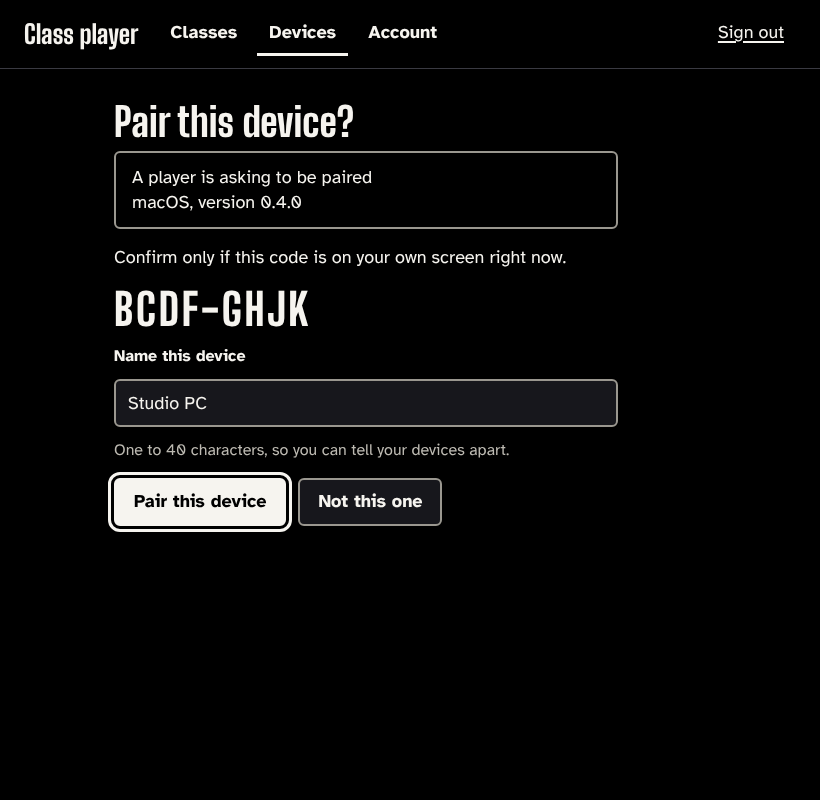 Class player
Classes
Devices
Account
Sign out
Pair this device?
A player is asking to be paired
macOS, version 0.4.0
Confirm only if this code is on your own screen right now.
BCDF-GHJK
Name this device
Studio PC
One to 40 characters, so you can tell your devices apart.
Pair this device
Not this one